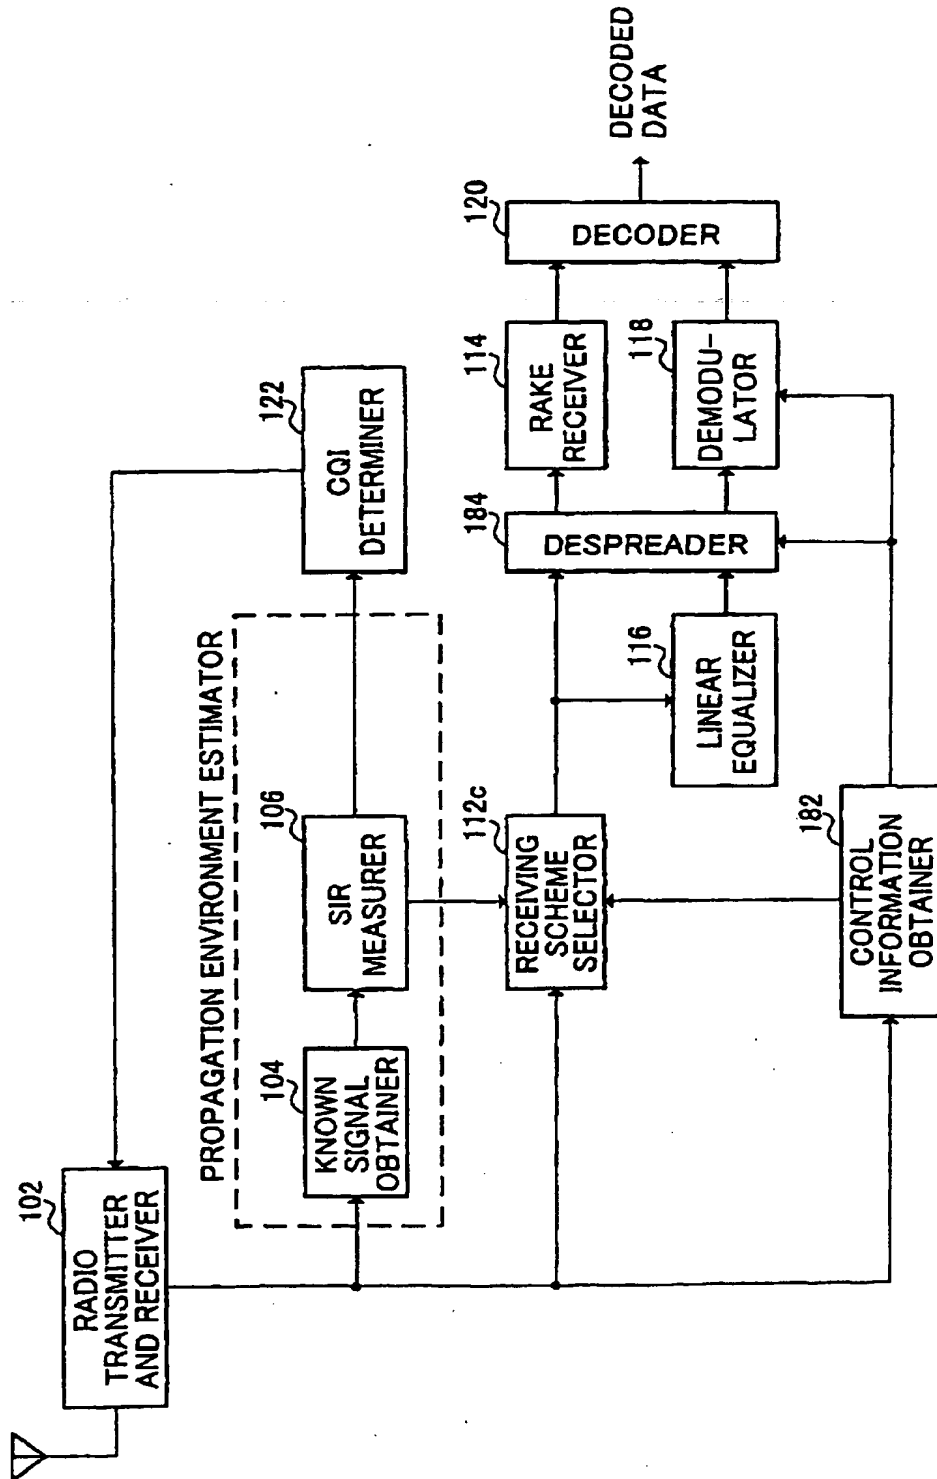 102
RADIO
TRANSMITTER
AND RECEIVER
PROPAGATION ENVIRONMENT ESTIMATOR
104
KNOWN
SIGNAL
OBTAINER
106
SIR
MEASURER
122
CQI
DETERMINER
112c
RECEIVING
SCHEME
SELECTOR
116
LINEAR
EQUALIZER
184
DESPREADER
114
RAKE
RECEIVER
118
DEMODU-
LATOR
120
DECODER
DECODED
DATA
182
CONTROL
INFORMATION
OBTAINER